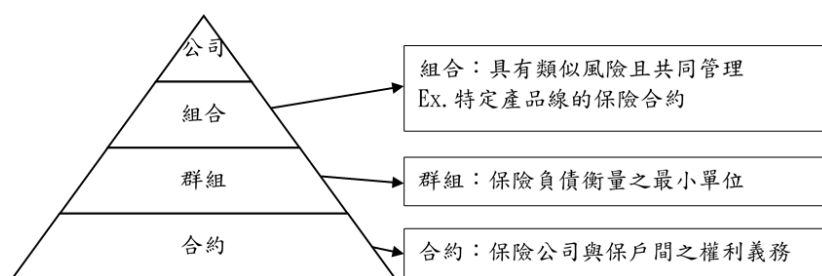 公司
組合
群組
合約
組合：具有類似風險且共同管理
Ex.特定產品線的保險合約
群組：保險負債衡量之最小單位
合約：保險公司與保戶間之權利義務